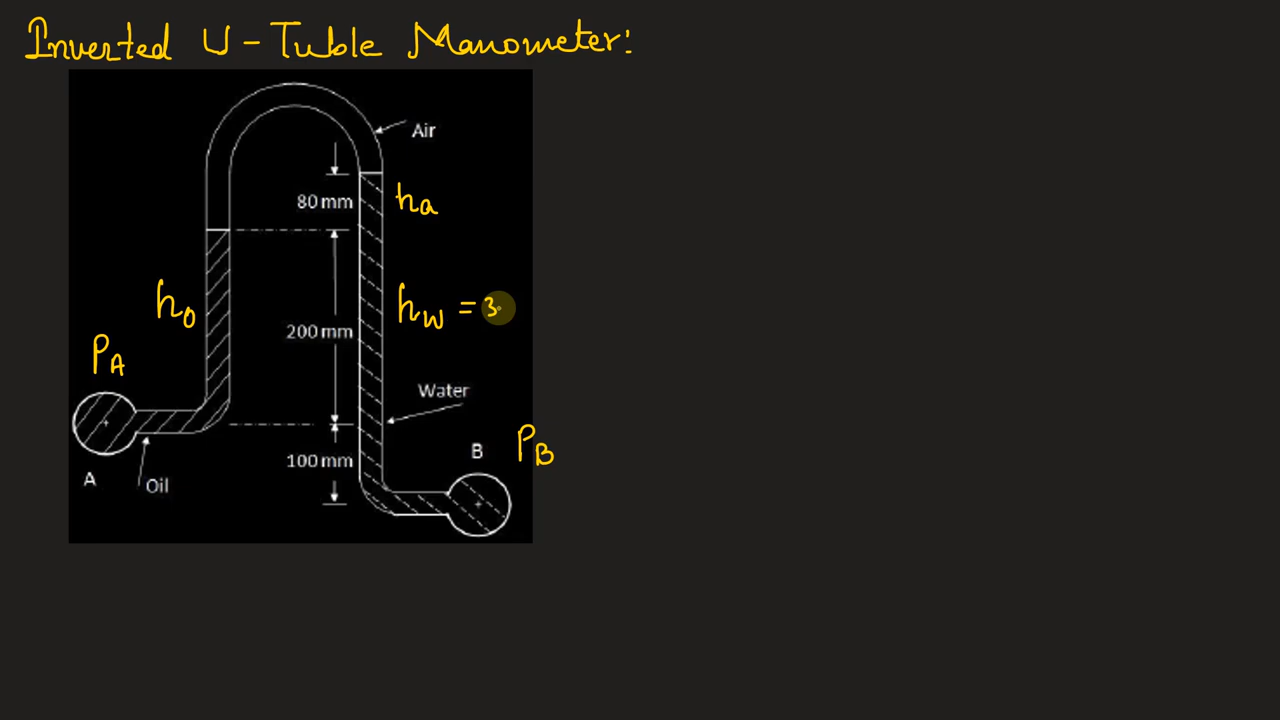 Inverted U-Tuble Manometer:
Air
80 mm
ha
ho
hw = 3
200 mm
PA
Water
PB
B
100 mm
A
Oil